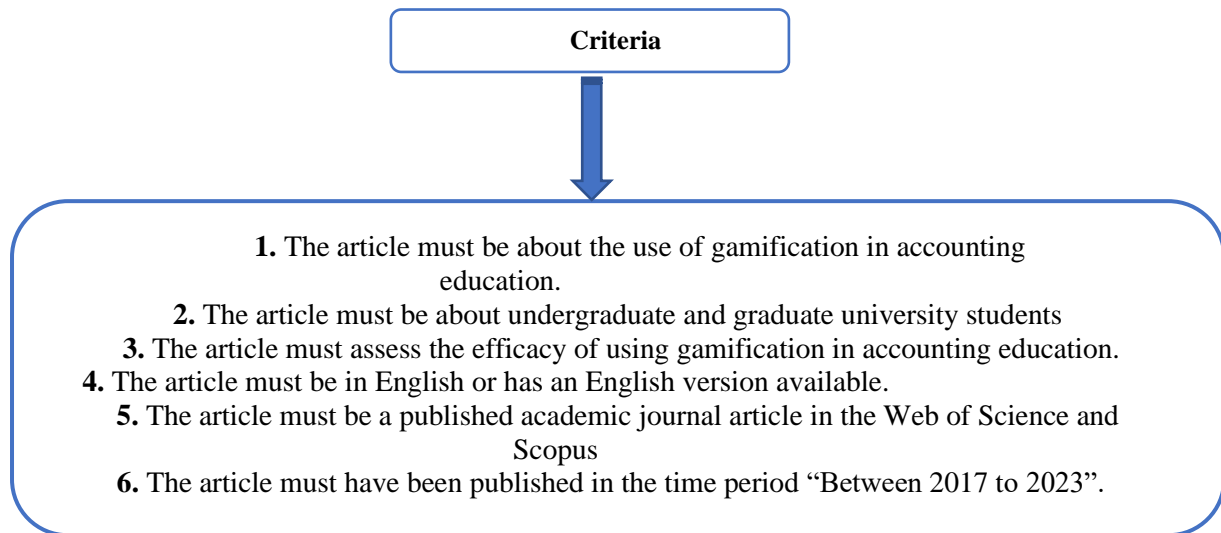 Criteria
1. The article must be about the use of gamification in accounting
education.
2. The article must be about undergraduate and graduate university students
3. The article must assess the efficacy of using gamification in accounting education.
4. The article must be in English or has an English version available.
5. The article must be a published academic journal article in the Web of Science and
Scopus
6. The article must have been published in the time period “Between 2017 to 2023”.